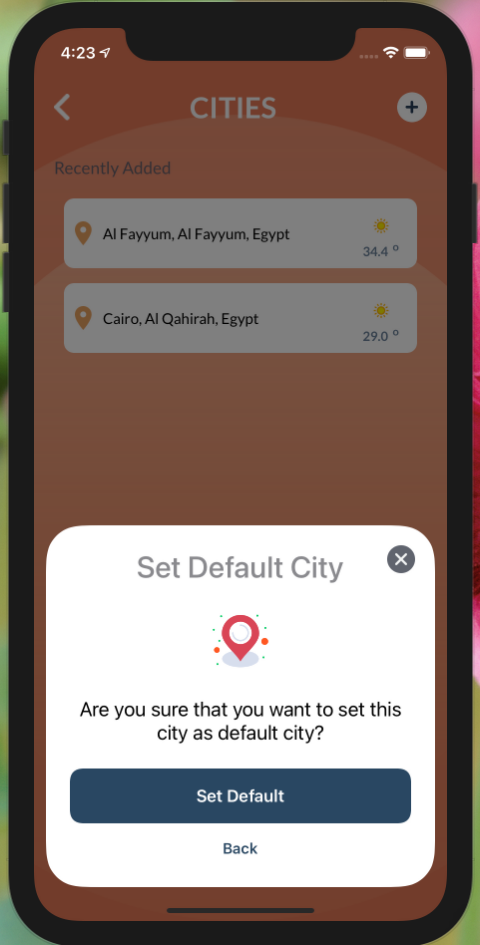 4:23
CITIES
Recently Added
Al Fayyum, Al Fayyum, Egypt
34.4 º
Cairo, Al Qahirah, Egypt
29.0 º
Set Default City
Are you sure that you want to set this
city as default city?
Set Default
Back